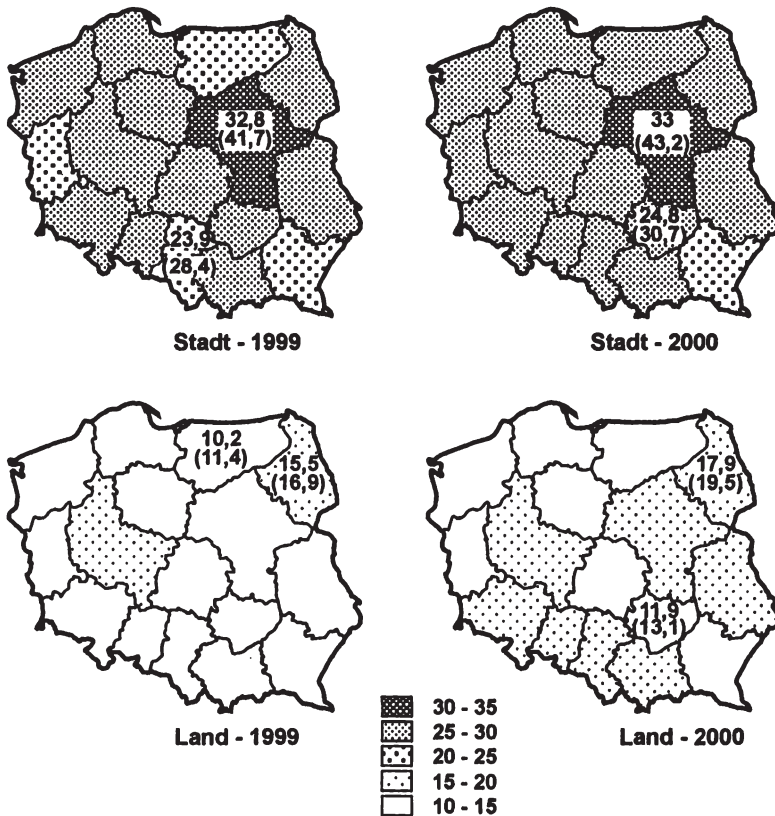 32,8
(41,7)
23,9
(28,4)
Stadt - 1999
33
(43,2)
24,8
(30,7)
Stadt - 2000
10,2
(11,4)
15,5
(16,9)
Land - 1999
17,9
(19,5)
11,9
(13,1)
Land - 2000
30 - 35
25 - 30
20 - 25
15 - 20
10 - 15